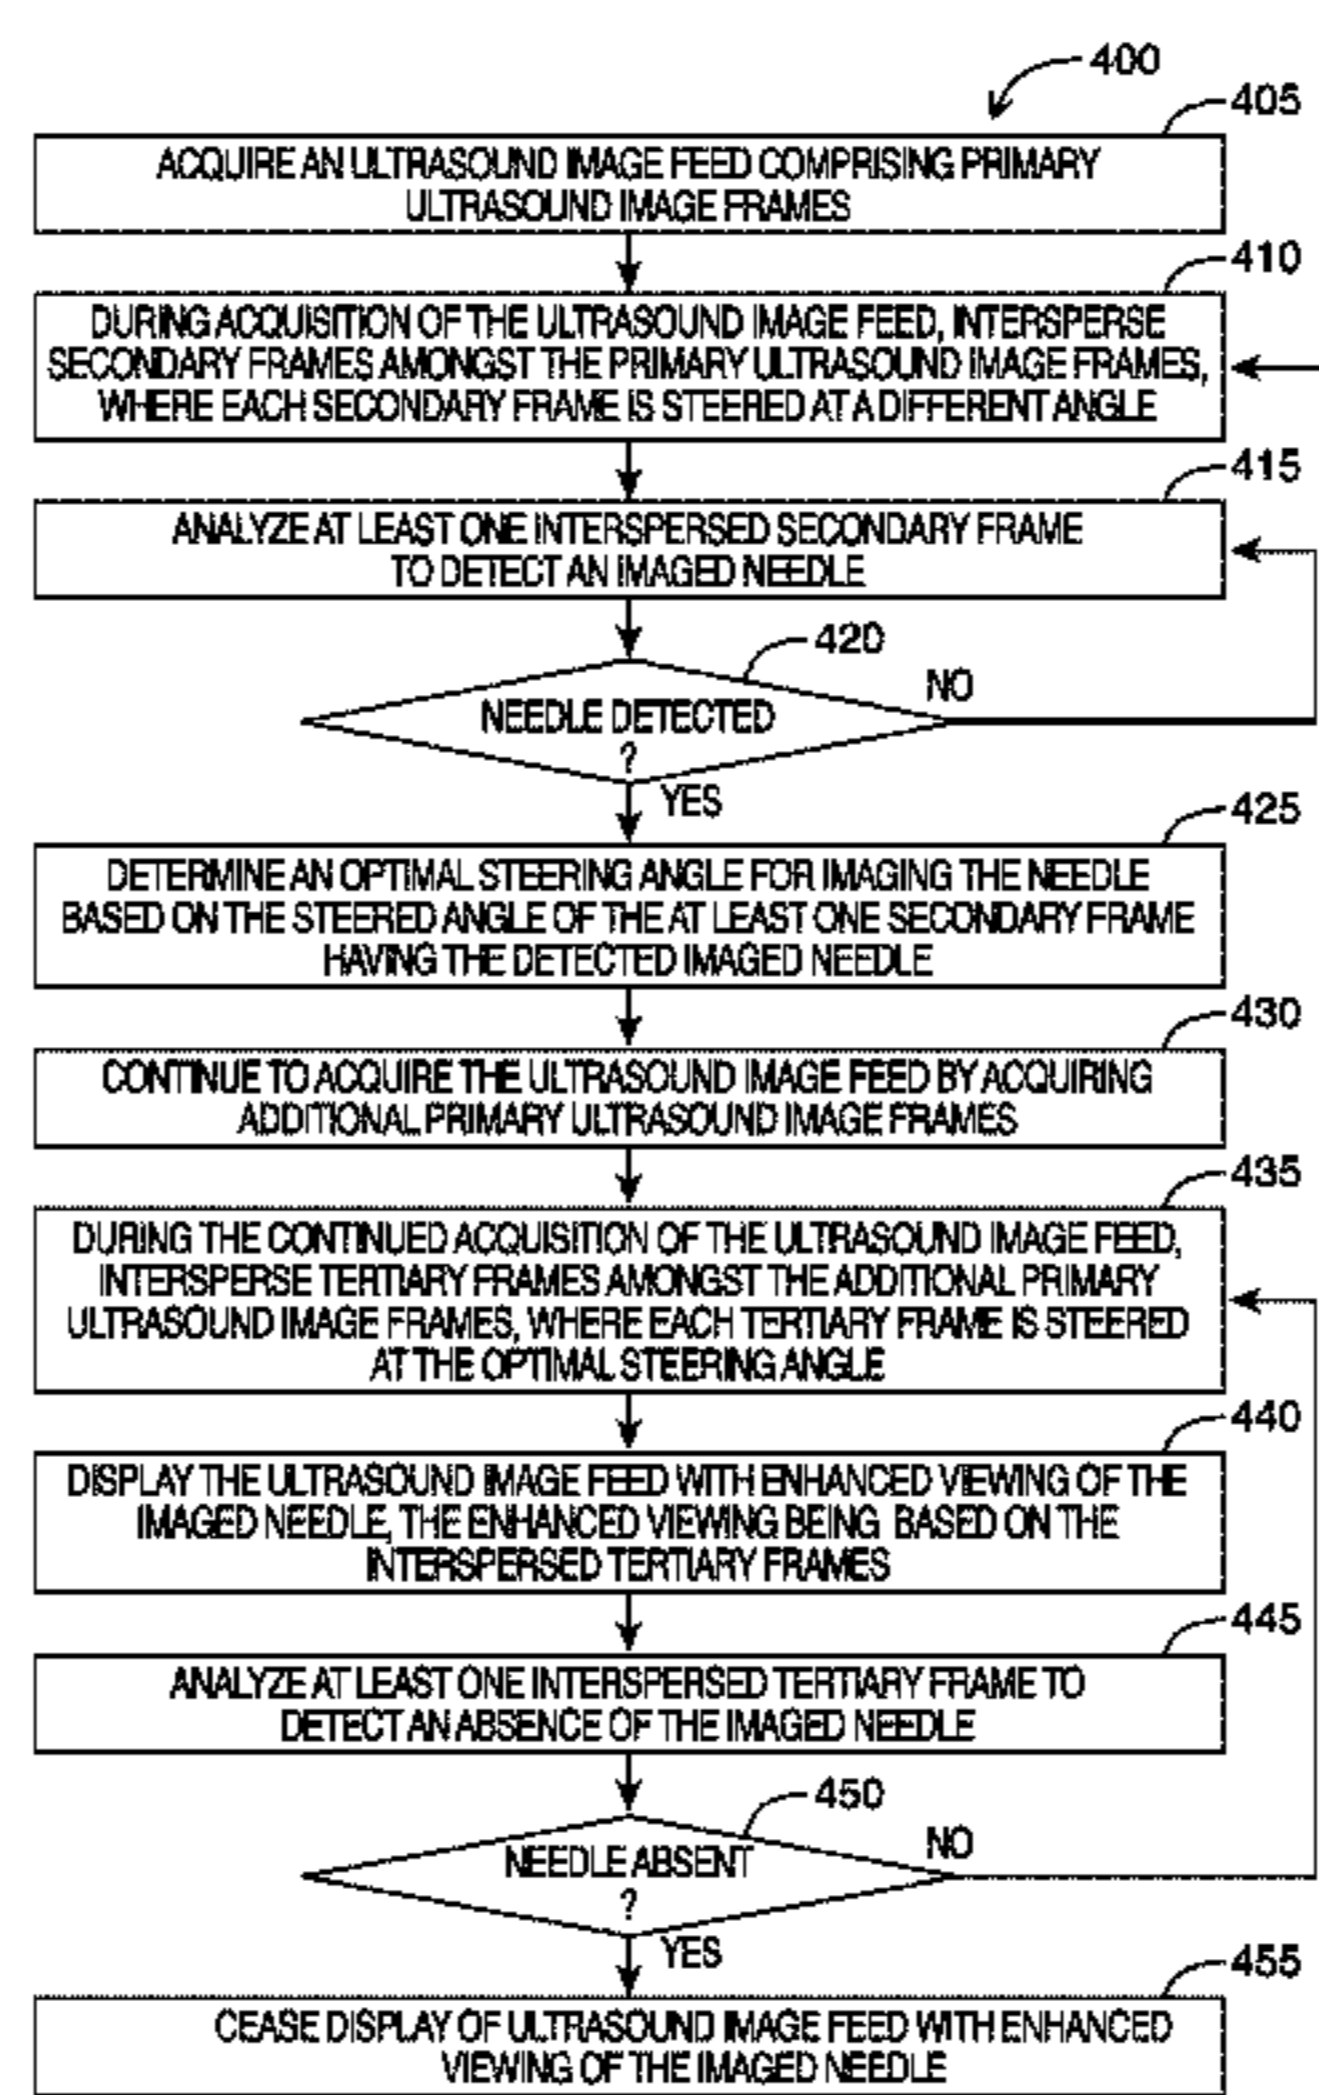 400
405
ACQUIRE AN ULTRASOUND IMAGE FEED COMPRISING PRIMARY
ULTRASOUND IMAGE FRAMES
410
DURING ACQUISITION OF THE ULTRASOUND IMAGE FEED, INTERSPERSE
SECONDARY FRAMES AMONGST THE PRIMARY ULTRASOUND IMAGE FRAMES,
WHERE EACH SECONDARY FRAME IS STEERED AT A DIFFERENT ANGLE
415
ANALYZE AT LEAST ONE INTERSPERSED SECONDARY FRAME
TO DETECT AN IMAGED NEEDLE
420
NO
NEEDLE DETECTED
?
YES
425
DETERMINE AN OPTIMAL STEERING ANGLE FOR IMAGING THE NEEDLE
BASED ON THE STEERED ANGLE OF THE AT LEAST ONE SECONDARY FRAME
HAVING THE DETECTED IMAGED NEEDLE
430
CONTINUE TO ACQUIRE THE ULTRASOUND IMAGE FEED BY ACQUIRING
ADDITIONAL PRIMARY ULTRASOUND IMAGE FRAMES
435
DURING THE CONTINUED ACQUISITION OF THE ULTRASOUND IMAGE FEED,
INTERSPERSE TERTIARY FRAMES AMONGST THE ADDITIONAL PRIMARY
ULTRASOUND IMAGE FRAMES, WHERE EACH TERTIARY FRAME IS STEERED
AT THE OPTIMAL STEERING ANGLE
440
DISPLAY THE ULTRASOUND IMAGE FEED WITH ENHANCED VIEWING OF THE
IMAGED NEEDLE, THE ENHANCED VIEWING BEING BASED ON THE
INTERSPERSED TERTIARY FRAMES
445
ANALYZE AT LEAST ONE INTERSPERSED TERTIARY FRAME TO
DETECT AN ABSENCE OF THE IMAGED NEEDLE
450
NO
NEEDLE ABSENT
?
YES
455
CEASE DISPLAY OF ULTRASOUND IMAGE FEED WITH ENHANCED
VIEWING OF THE IMAGED NEEDLE